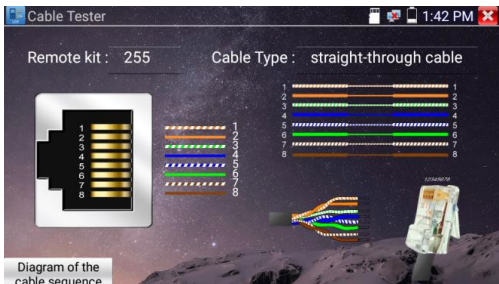 Cable Tester
1:42 PM
Remote kit : 255
Cable Type : straight-through cable
1 1
2 2
3 3
4 4
5 5
6 6
7 7
8 8
1 1
2 2
3 3
4 4
5 5
6 6
7 7
8 8
12345678
Diagram of the
cable sequence